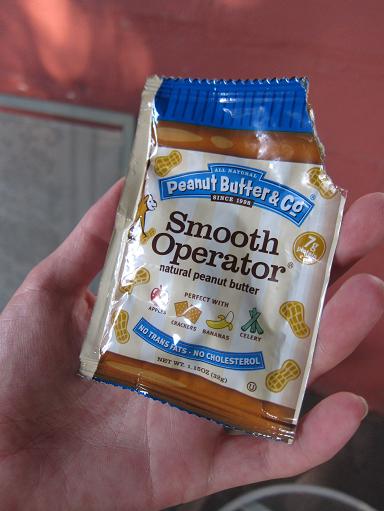 ALL NATURAL
Peanut Butter & Co.®
SINCE 1998
7g
Smooth
Operator®
natural peanut butter
PERFECT WITH
APPLES
CRACKERS
BANANAS
CELERY
NO TRANS FATS - NO CHOLESTEROL
NET WT. 1.15OZ (32g)
U